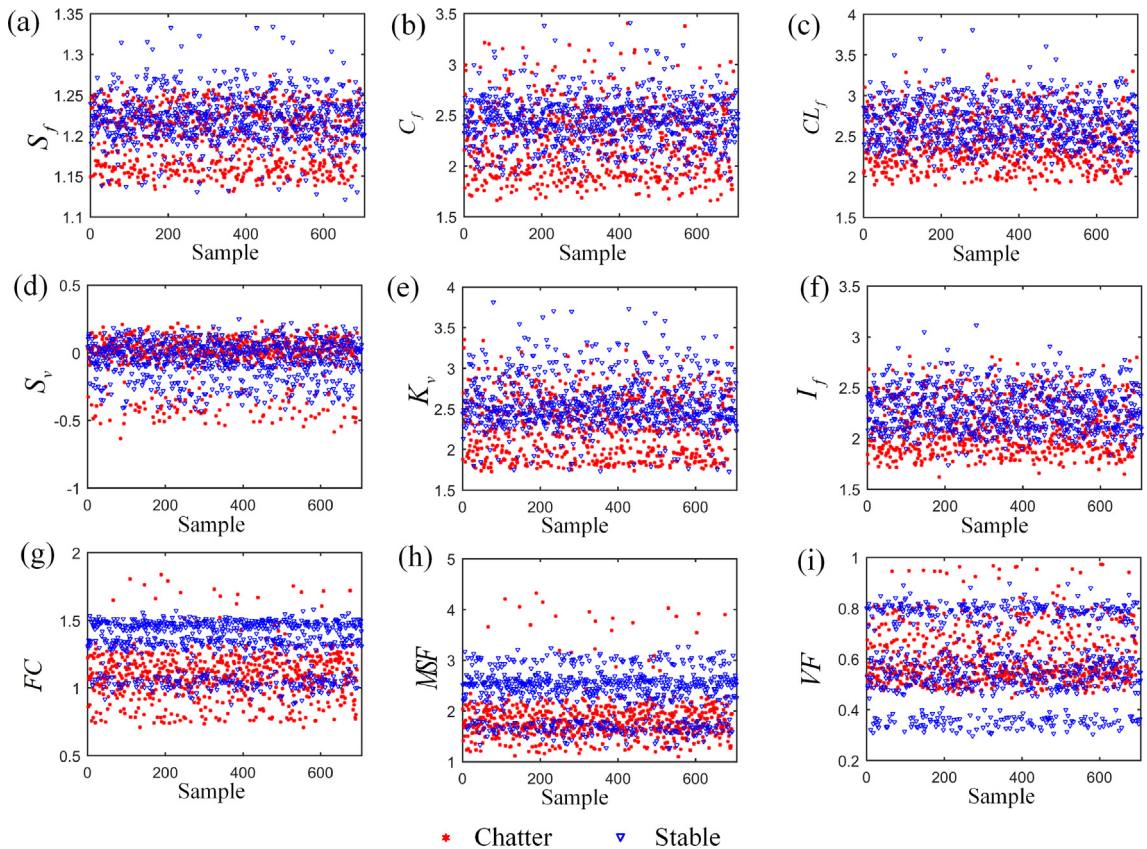 (a)
1.35
1.3
1.25
1.2
1.15
1.1
S_f
0 200 400 600
Sample
(b)
3.5
3
2.5
2
1.5
C_f
0 200 400 600
Sample
(c)
4
3.5
3
2.5
2
1.5
CL_f
0 200 400 600
Sample
(d)
0.5
0
-0.5
-1
S_v
0 200 400 600
Sample
(e)
4
3.5
3
2.5
2
1.5
K_v
0 200 400 600
Sample
(f)
3.5
3
2.5
2
1.5
I_f
0 200 400 600
Sample
(g)
2
1.5
1
0.5
FC
0 200 400 600
Sample
(h)
5
4
3
2
1
MSF
0 200 400 600
Sample
(i)
1
0.8
0.6
0.4
0.2
VF
0 200 400 600
Sample
Chatter Stable